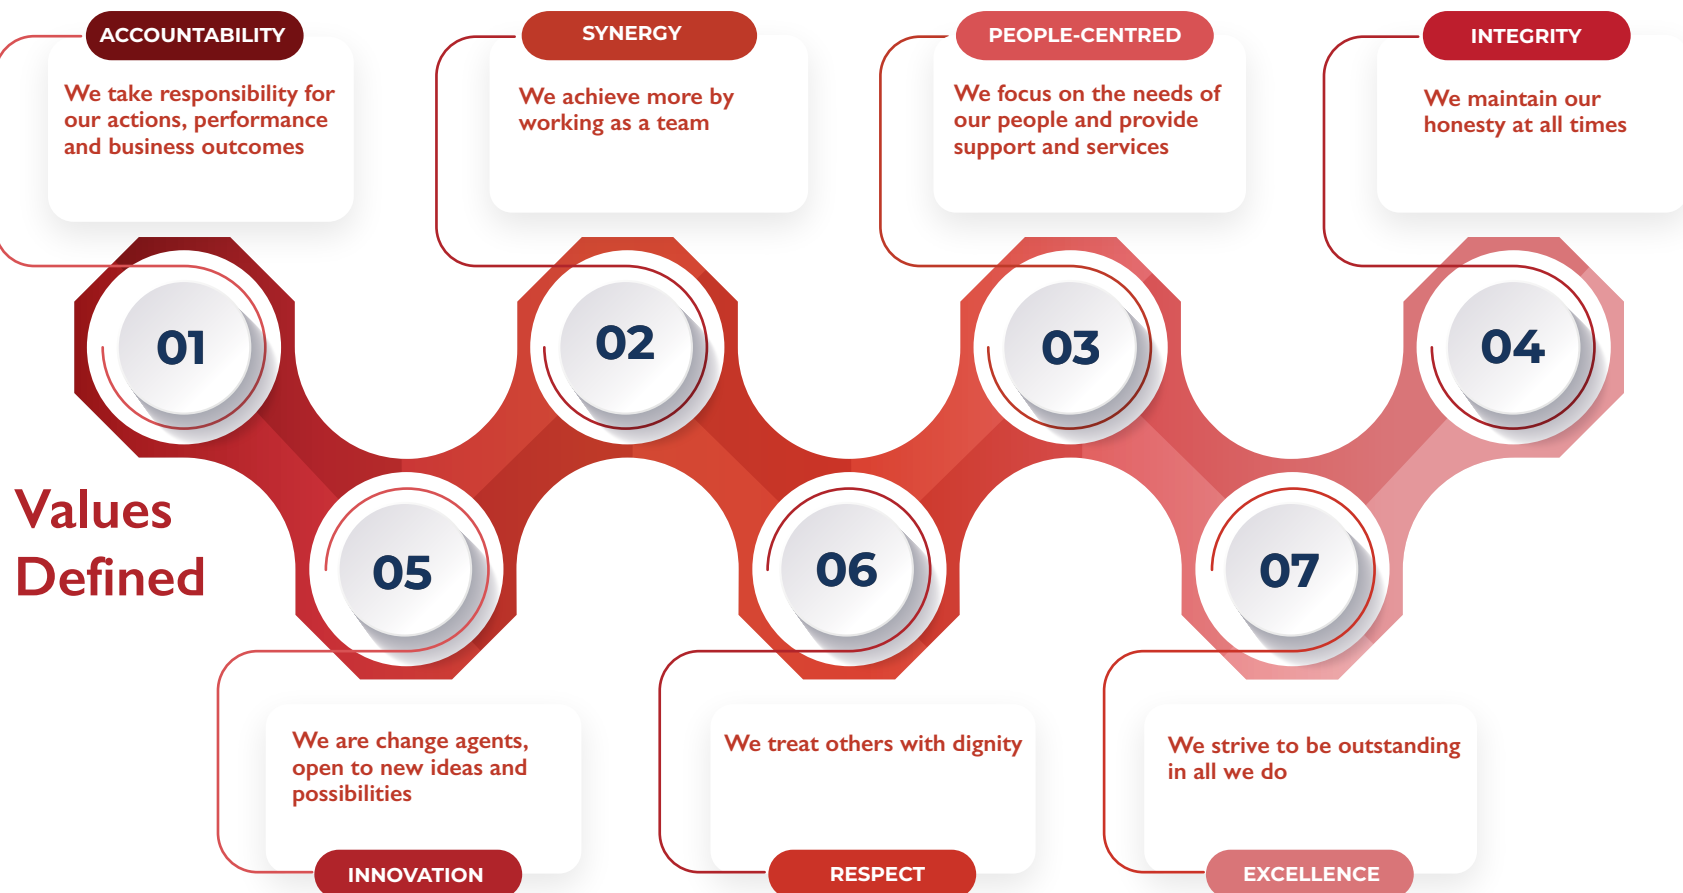 ACCOUNTABILITY
We take responsibility for
our actions, performance
and business outcomes
01
SYNERGY
We achieve more by
working as a team
02
PEOPLE-CENTRED
We focus on the needs of
our people and provide
support and services
03
INTEGRITY
We maintain our
honesty at all times
04
Values
Defined
05
We are change agents,
open to new ideas and
possibilities
INNOVATION
06
We treat others with dignity
RESPECT
07
We strive to be outstanding
in all we do
EXCELLENCE